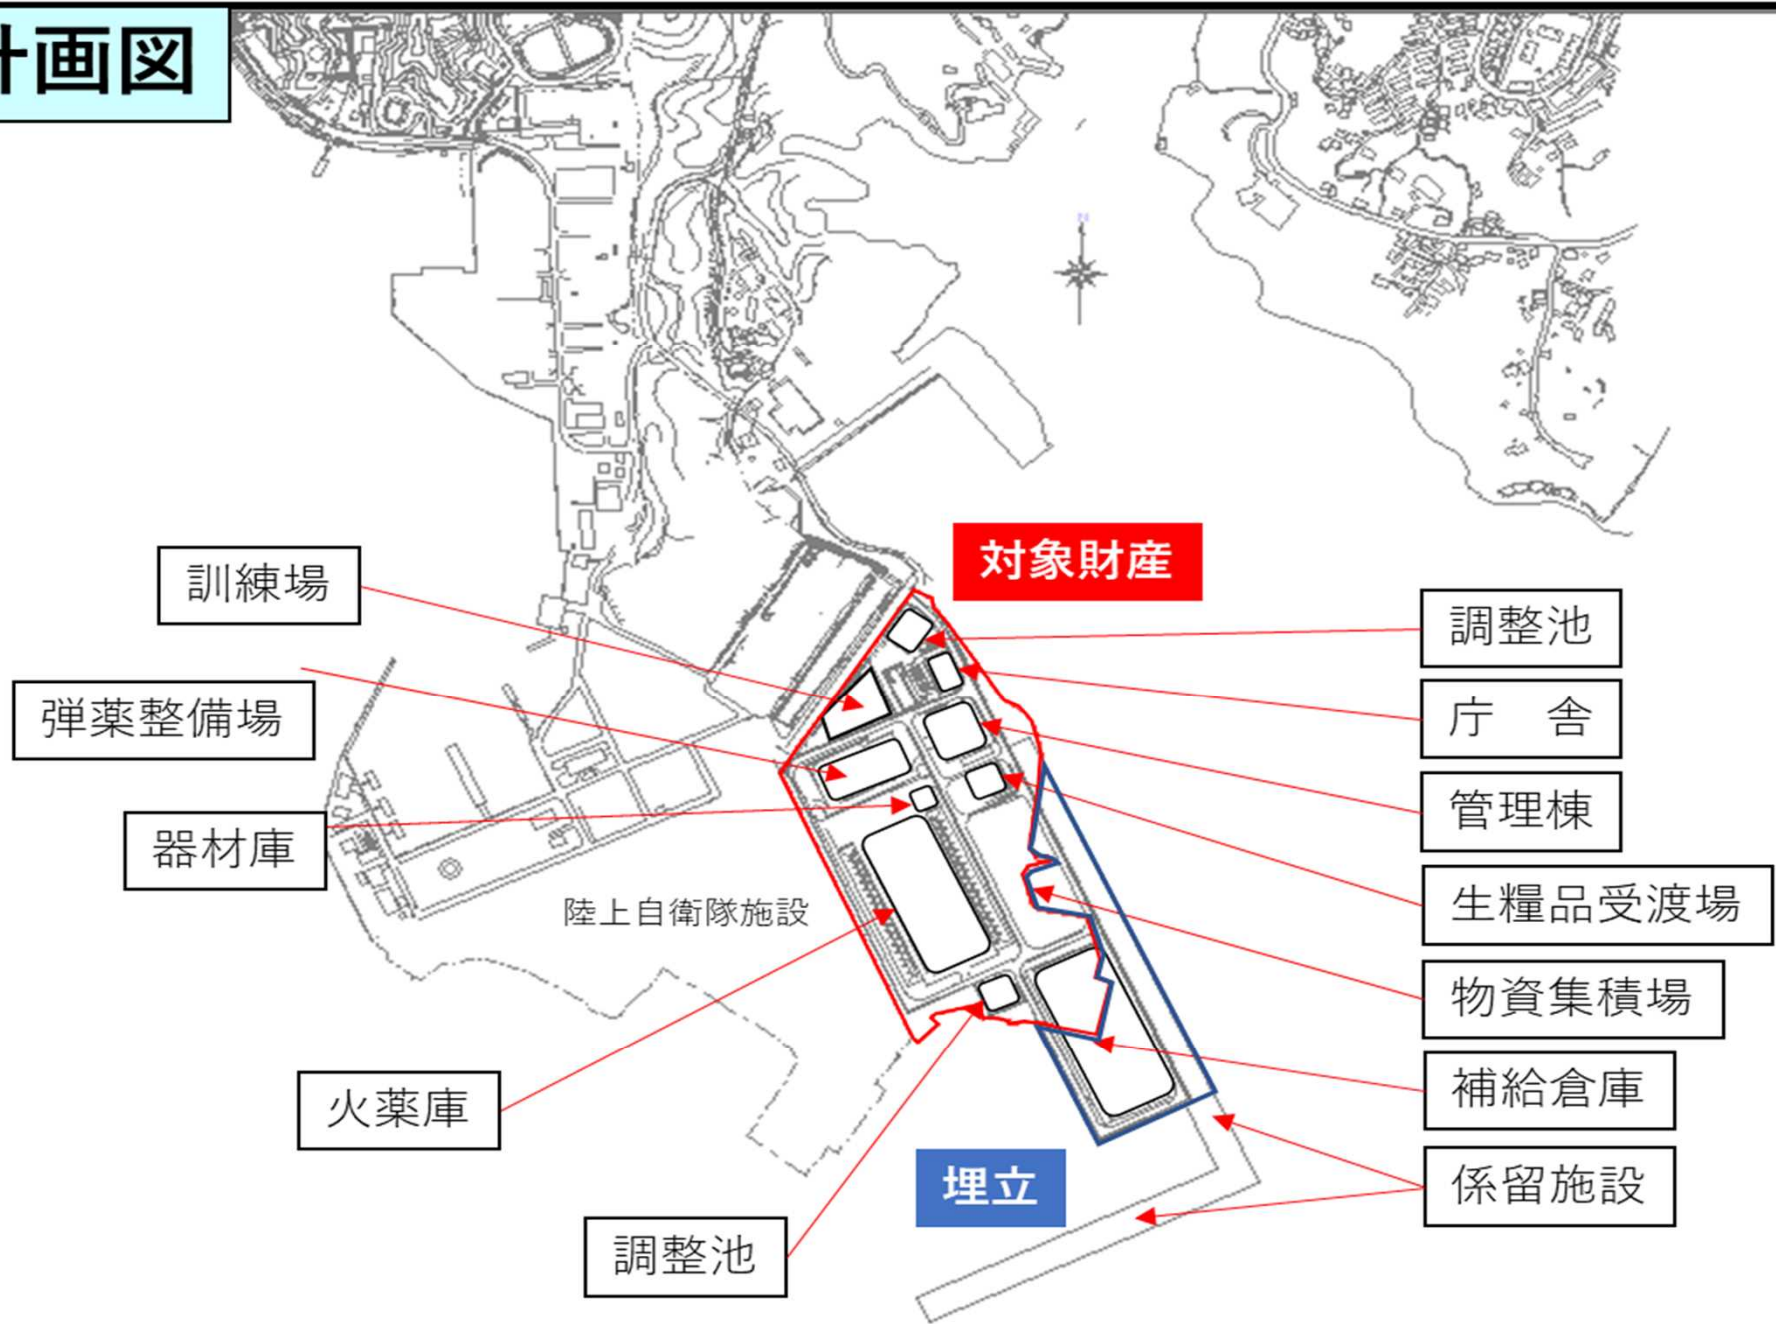 計画図
対象財産
訓練場
弾薬整備場
器材庫
陸上自衛隊施設
火薬庫
調整池
埋立
調整池
庁　舎
管理棟
生糧品受渡場
物資集積場
補給倉庫
係留施設
N